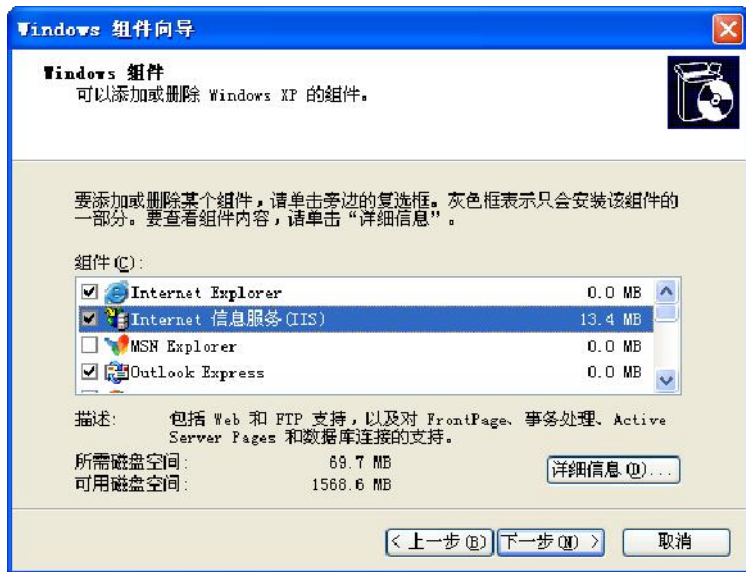 Windows 组件向导
Windows 组件
可以添加或删除 Windows XP 的组件。
要添加或删除某个组件，请单击旁边的复选框。灰色框表示只会安装该组件的
一部分。要查看组件内容，请单击“详细信息”。
组件(C):
Internet Explorer 0.0 MB
Internet 信息服务(IIS) 13.4 MB
MSN Explorer 0.0 MB
Outlook Express 0.0 MB
描述: 包括 Web 和 FTP 支持，以及对 FrontPage、事务处理、Active
Server Pages 和数据库连接的支持。
所需磁盘空间: 69.7 MB
可用磁盘空间: 1568.6 MB
详细信息(D)...
< 上一步(B) 下一步(N) > 取消